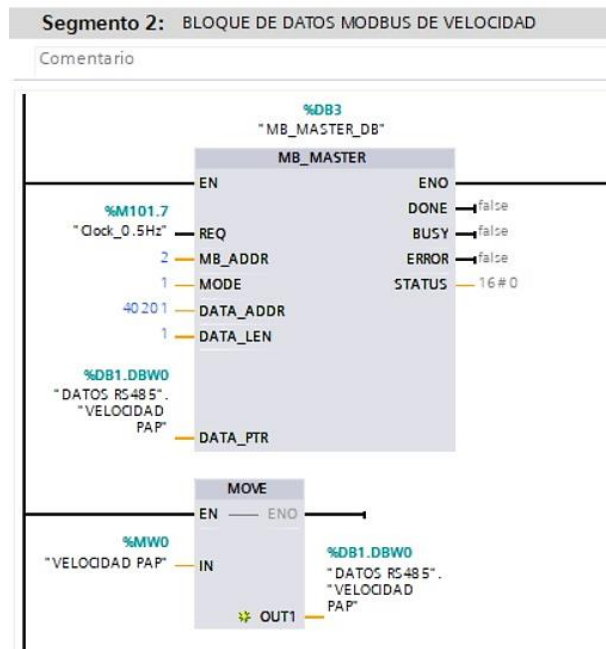 Segmento 2: BLOQUE DE DATOS MODBUS DE VELOCIDAD
Comentario
%DB3
"MB_MASTER_DB"
MB_MASTER
EN ENO
DONE false
%M101.7
"Clock_0.5Hz" REQ BUSY false
2 MB_ADDR ERROR false
1 MODE STATUS 16#0
40201 DATA_ADDR
1 DATA_LEN
%DB1.DBW0
"DATOS RS485".
"VELOCIDAD
PAP" DATA_PTR
MOVE
EN ENO
%MW0
"VELOCIDAD PAP" IN
%DB1.DBW0
"DATOS RS485".
"VELOCIDAD
PAP"
OUT1